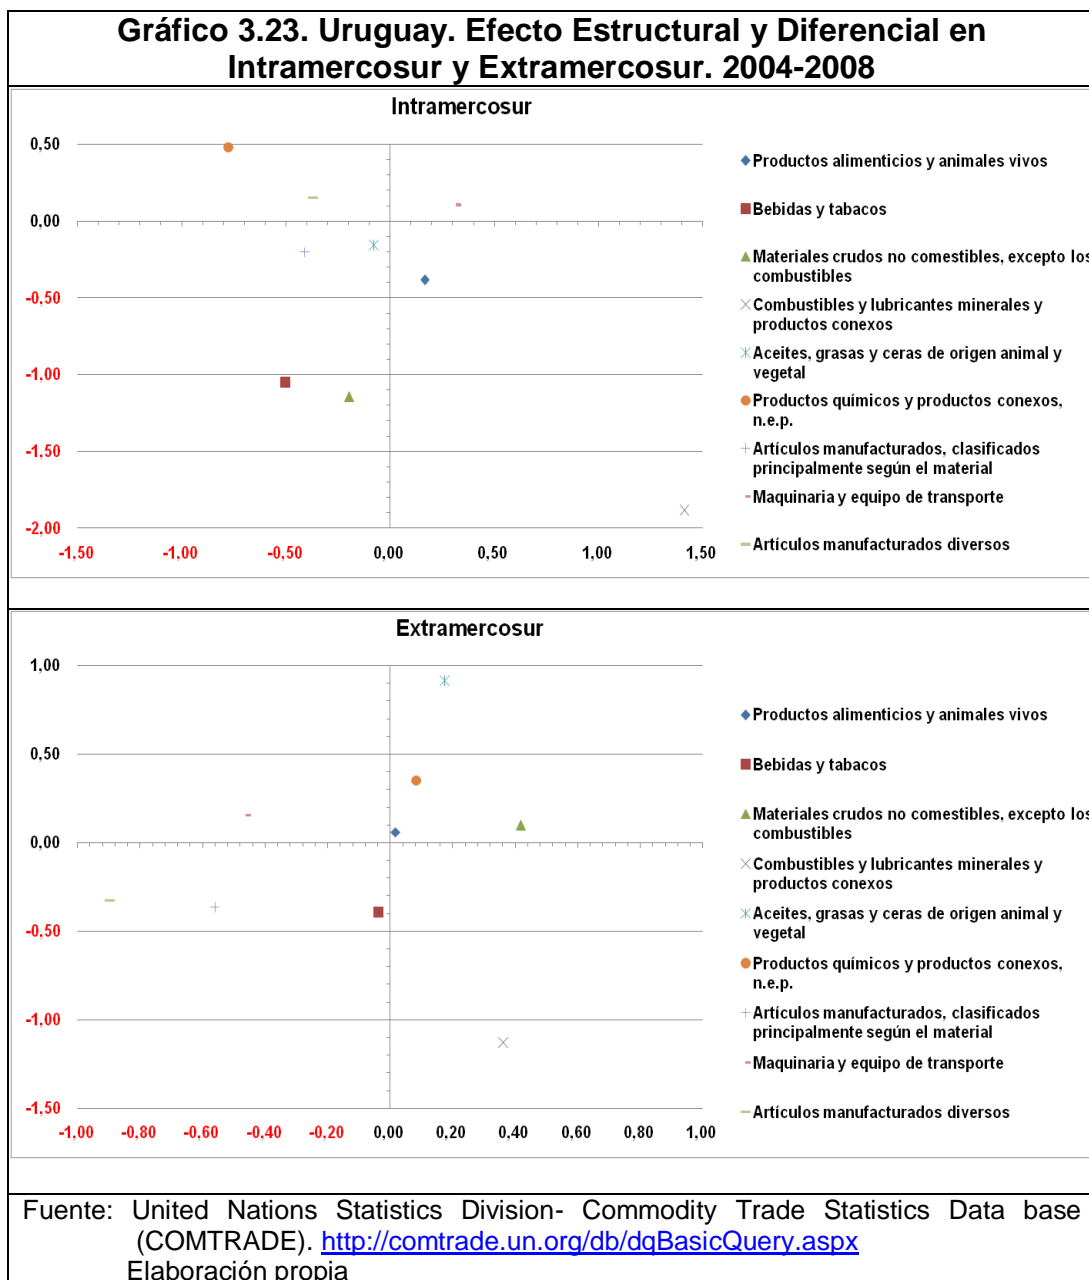 Gráfico 3.23. Uruguay. Efecto Estructural y Diferencial en
Intramercosur y Extramercosur. 2004-2008
Intramercosur
0,50
0,00
-0,50
-1,00
-1,50
-2,00
-1,50 -1,00 -0,50 0,00 0,50 1,00 1,50
Productos alimenticios y animales vivos
Bebidas y tabacos
Materiales crudos no comestibles, excepto los
combustibles
Combustibles y lubricantes minerales y
productos conexos
Aceites, grasas y ceras de origen animal y
vegetal
Productos químicos y productos conexos,
n.e.p.
Artículos manufacturados, clasificados
principalmente según el material
Maquinaria y equipo de transporte
Artículos manufacturados diversos
Extramercosur
1,00
0,50
0,00
-0,50
-1,00
-1,50
-1,00 -0,80 -0,60 -0,40 -0,20 0,00 0,20 0,40 0,60 0,80 1,00
Productos alimenticios y animales vivos
Bebidas y tabacos
Materiales crudos no comestibles, excepto los
combustibles
Combustibles y lubricantes minerales y
productos conexos
Aceites, grasas y ceras de origen animal y
vegetal
Productos químicos y productos conexos,
n.e.p.
Artículos manufacturados, clasificados
principalmente según el material
Maquinaria y equipo de transporte
Artículos manufacturados diversos
Fuente: United Nations Statistics Division- Commodity Trade Statistics Data base
(COMTRADE). http://comtrade.un.org/db/dqBasicQuery.aspx
Elaboración propia